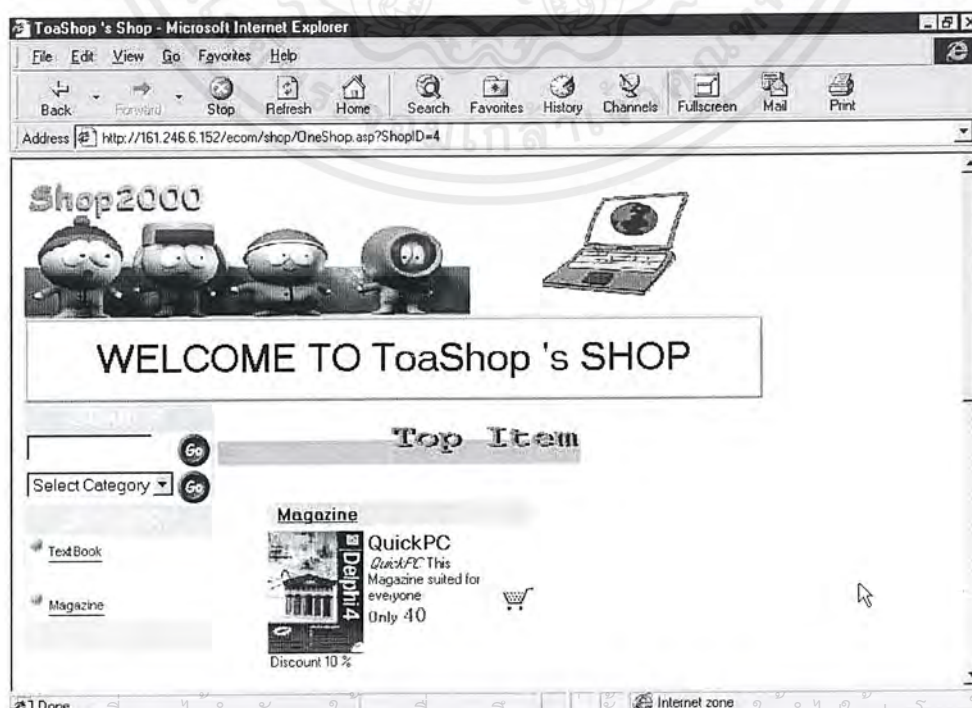 ToaShop 's Shop - Microsoft Internet Explorer
File Edit View Go Favorites Help
Back Forward Stop Refresh Home Search Favorites History Channels Fullscreen Mail Print
Address http://161.246.6.152/ecom/shop/OneShop.asp?ShopID=4
Shop2000
WELCOME TO ToaShop 's SHOP
Go
Top Item
Select Category Go
Magazine
TextBook
Magazine
Delphi4
QuickPC
QuickPC This
Magazine suited for
everyone
Only 40
Discount 10 %
Done Internet zone